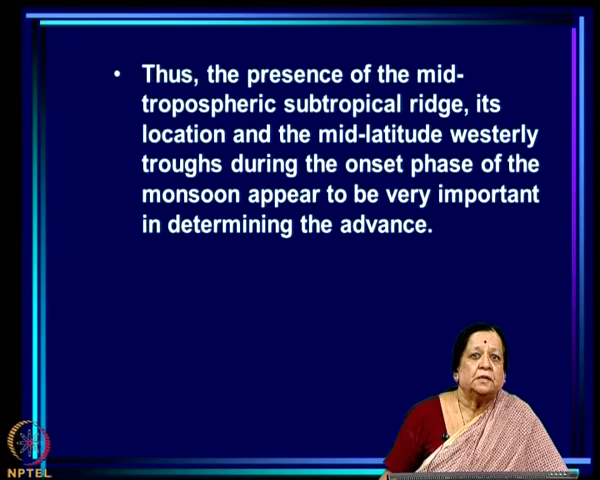 • Thus, the presence of the mid-
tropospheric subtropical ridge, its
location and the mid-latitude westerly
troughs during the onset phase of the
monsoon appear to be very important
in determining the advance.
NPTEL